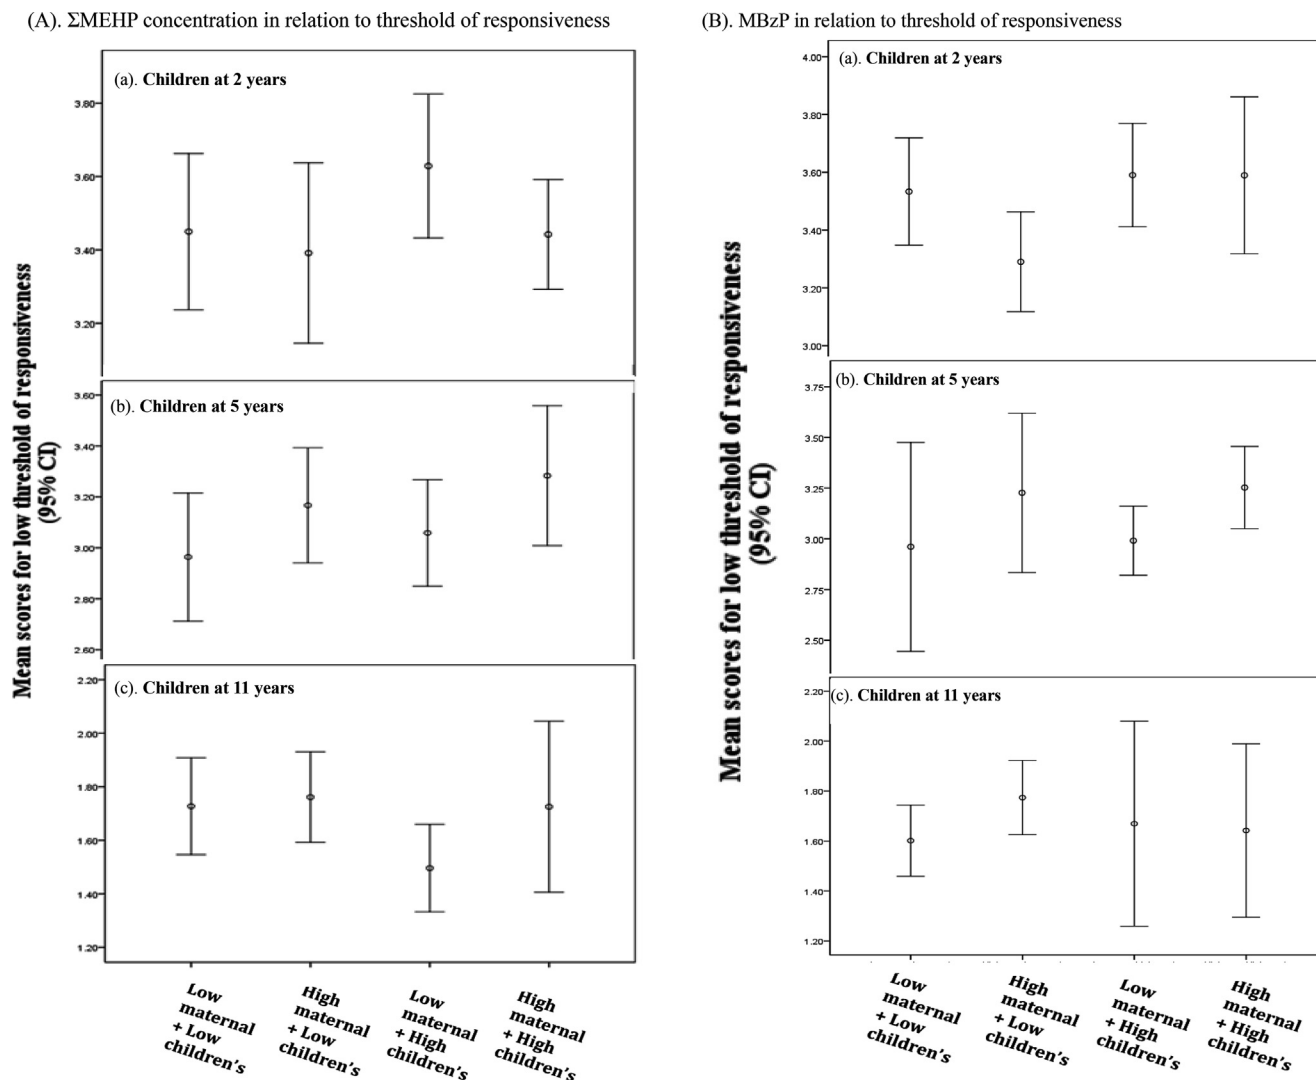 (A). ΣMEHP concentration in relation to threshold of responsiveness
Mean scores for low threshold of responsiveness
(95% CI)
(a). Children at 2 years
3.80
3.60
3.40
3.20
(b). Children at 5 years
3.60
3.40
3.20
3.00
2.80
2.60
(c). Children at 11 years
2.20
2.00
1.80
1.60
1.40
1.20
Low
maternal
+ Low
children's
High
maternal
+ Low
children's
Low
maternal
+ High
children's
High
maternal
+ High
children's
(B). MBzP in relation to threshold of responsiveness
Mean scores for low threshold of responsiveness
(95% CI)
(a). Children at 2 years
4.00
3.80
3.60
3.40
3.20
3.00
(b). Children at 5 years
3.75
3.50
3.25
3.00
2.75
2.50
(c). Children at 11 years
2.20
2.00
1.80
1.60
1.40
1.20
Low
maternal
+ Low
children's
High
maternal
+ Low
children's
Low
maternal
+ High
children's
High
maternal
+ High
children's